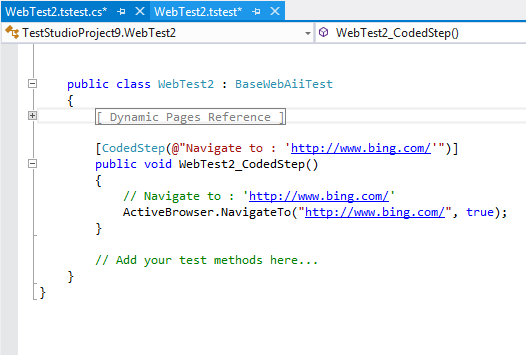 WebTest2.tstest.cs* WebTest2.tstest*
TestStudioProject9.WebTest2 WebTest2_CodedStep()
public class WebTest2 : BaseWebAiiTest
{
[ Dynamic Pages Reference ]
[CodedStep(@"Navigate to : 'http://www.bing.com/'")]
public void WebTest2_CodedStep()
{
// Navigate to : 'http://www.bing.com/'
ActiveBrowser.NavigateTo("http://www.bing.com/", true);
}
// Add your test methods here...
}
}